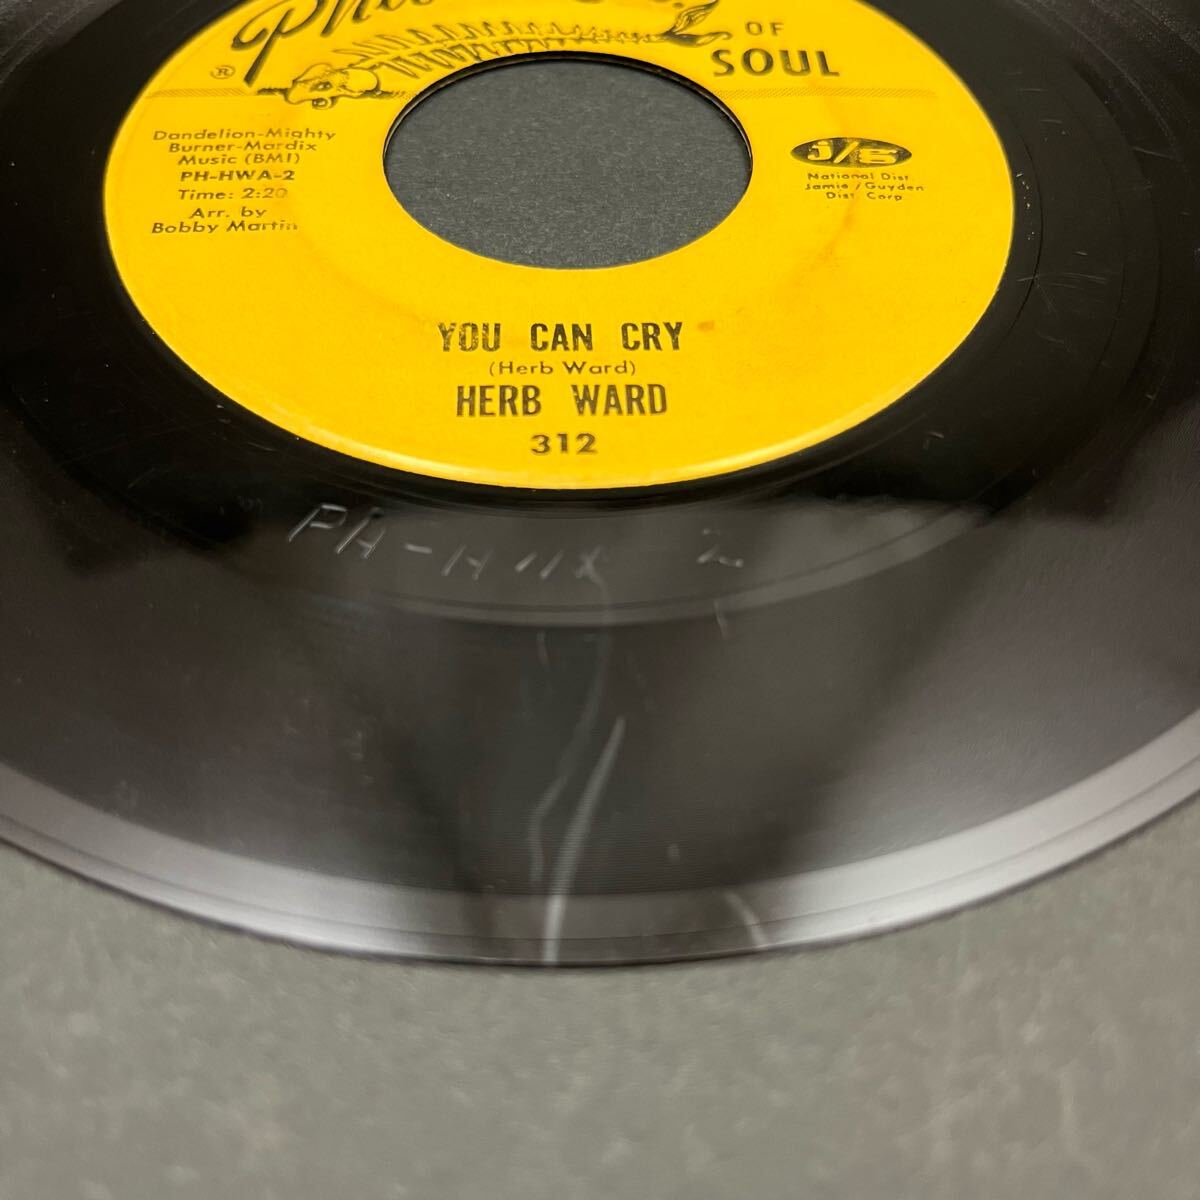 OF
SOUL
®
Dandelion-Mighty
Burner-Mardix
Music (BMI)
PH-HWA-2
Time: 2:20
Arr. by
Bobby Martin
j/g
National Dist.
Jamie / Guyden
Dist. Corp.
YOU CAN CRY
(Herb Ward)
HERB WARD
312